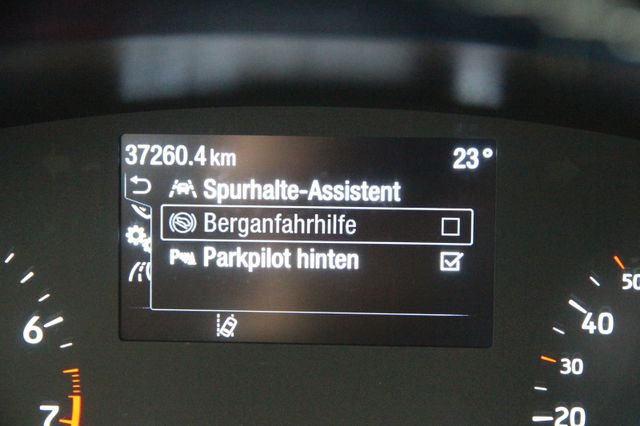 37260.4 km 23°
Spurhalte-Assistent
Berganfahrhilfe
Parkpilot hinten
6
7
50
40
30
20